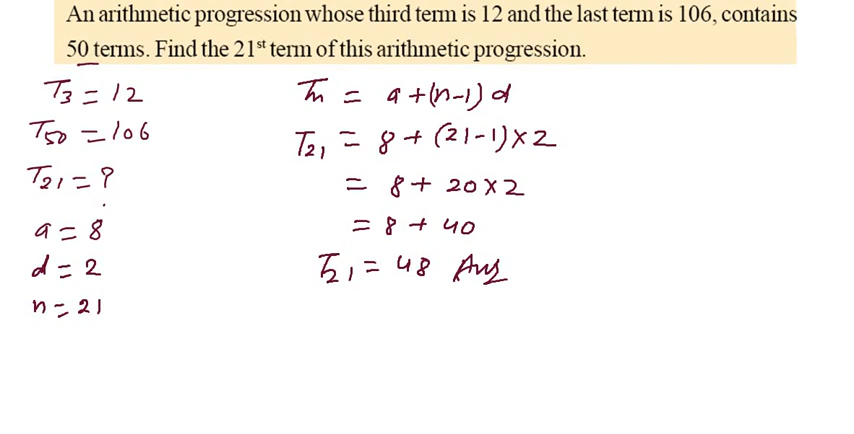 An arithmetic progression whose third term is 12 and the last term is 106, contains
50 terms. Find the 21st term of this arithmetic progression.
T3 = 12
T50 = 106
T21 = ?
a = 8
d = 2
n = 21
Tn = a + (n-1) d
T21 = 8 + (21-1) × 2
= 8 + 20 × 2
= 8 + 40
T21 = 48 Ans